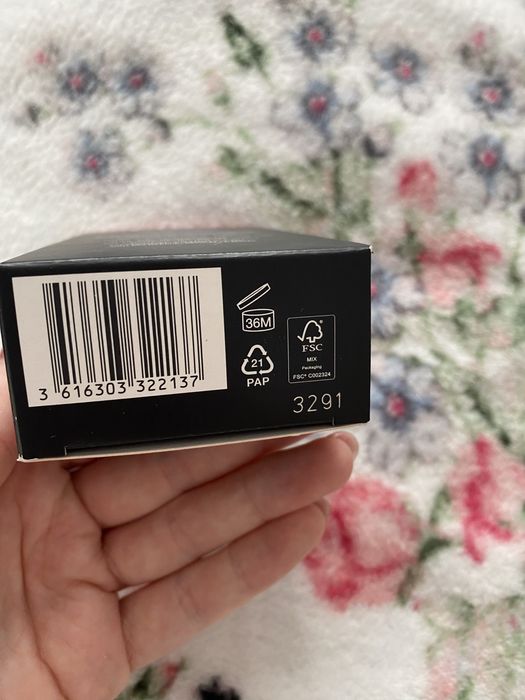 3 616303 322137
36M
21
PAP
FSC
MIX
Packaging
FSC® C002324
3291